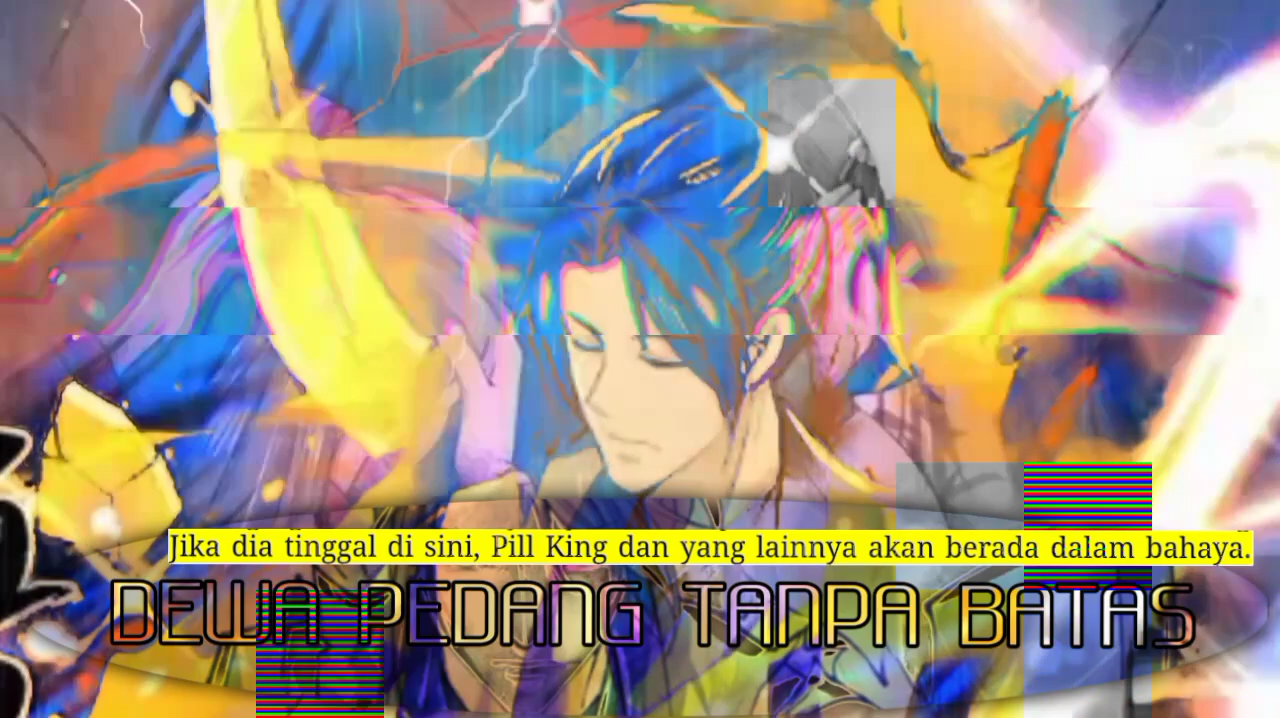 Jika dia tinggal di sini, Pill King dan yang lainnya akan berada dalam bahaya.
DEWA PEDANG TANPA BATAS